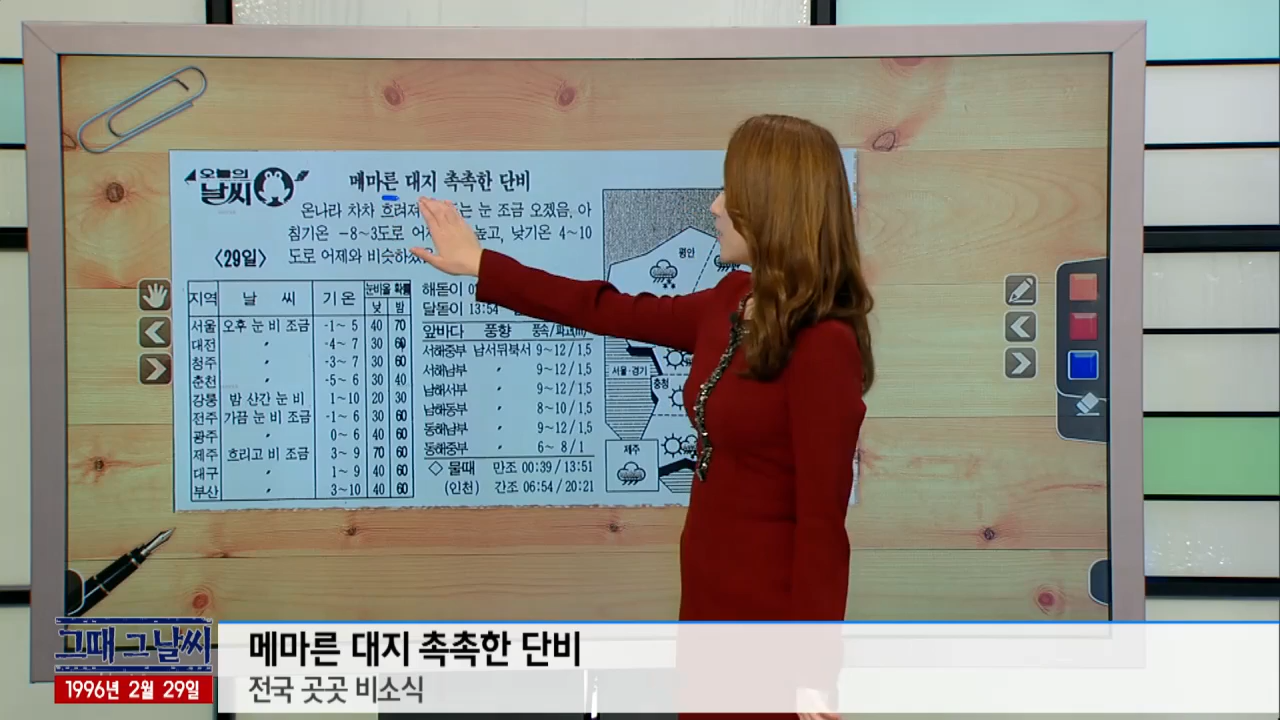 오늘의
날씨
메마른 대지 촉촉한 단비
온나라 차차 흐려져 는 눈 조금 오겠음, 아
침기온 -8~3도로 어제 높고, 낮기온 4~10
도로 어제와 비슷하겠
<29일>
지역 날 씨 기 온 눈비올 확률
낮 밤
서울 오후 눈 비 조금 -1~ 5 40 70
대전 〃 -4~ 7 30 60
청주 〃 -3~ 7 30 60
춘천 〃 -5~ 6 30 40
강릉 밤 산간 눈 비 1~10 20 30
전주 가끔 눈 비 조금 -1~ 6 30 60
광주 〃 0~ 6 40 60
제주 흐리고 비 조금 3~ 9 70 60
대구 〃 1~ 9 40 60
부산 〃 3~10 40 60
해돋이
달돋이 13:54
앞바다 풍향 풍속/파고(m)
서해중부 남서뒤북서 9~12/1,5
서해남부 〃 9~12/1,5
남해서부 〃 9~12/1,5
남해동부 〃 8~10/1,5
동해남부 〃 9~12/1,5
동해중부 〃 6~ 8/1
◇ 물때 만조 00:39/13:51
(인천) 간조 06:54/20:21
평안
서울·경기
충청
제주
그때 그날씨
1996년 2월 29일
메마른 대지 촉촉한 단비
전국 곳곳 비소식